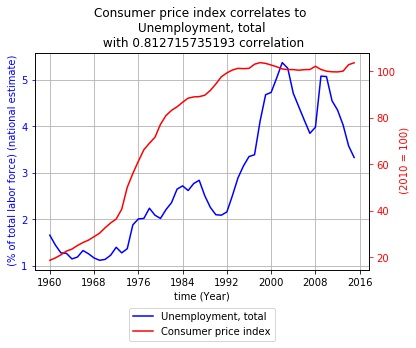 Consumer price index correlates to
Unemployment, total
with 0.812715735193 correlation
(% of total labor force) (national estimate)
5
4
3
2
1
100
80
60
40
20
(2010 = 100)
1960 1968 1976 1984 1992 2000 2008 2016
time (Year)
Unemployment, total
Consumer price index